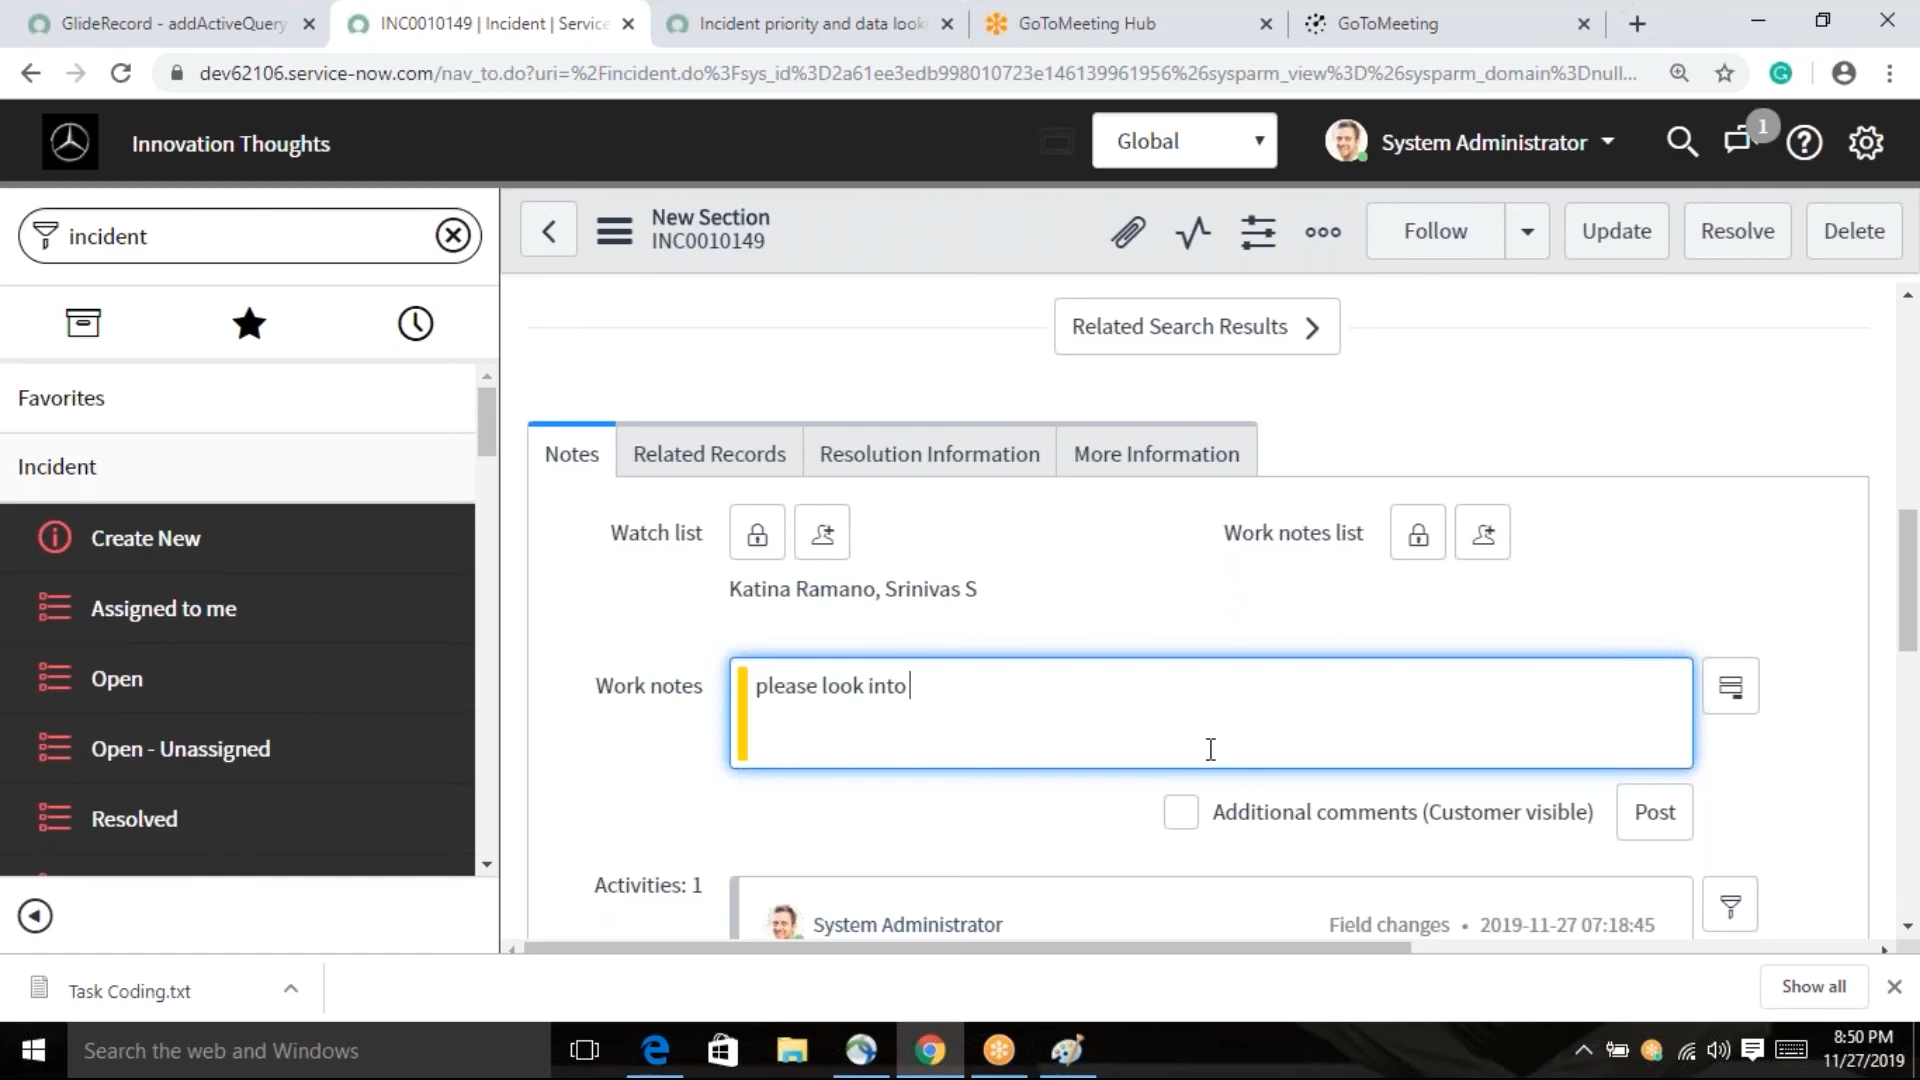 GlideRecord - addActiveQuery
INC0010149 | Incident | Service
Incident priority and data look
GoToMeeting Hub
GoToMeeting
dev62106.service-now.com/nav_to.do?uri=%2Fincident.do%3Fsys_id%3D2a61ee3edb998010723e146139961956%26sysparm_view%3D%26sysparm_domain%3Dnull...
Innovation Thoughts
Global
System Administrator
1
incident
New Section
INC0010149
Follow
Update
Resolve
Delete
Related Search Results
Favorites
Incident
Create New
Assigned to me
Open
Open - Unassigned
Resolved
Notes
Related Records
Resolution Information
More Information
Watch list
Work notes list
Katina Ramano, Srinivas S
Work notes
please look into
Additional comments (Customer visible)
Post
Activities: 1
System Administrator
Field changes • 2019-11-27 07:18:45
Task Coding.txt
Show all
Search the web and Windows
8:50 PM
11/27/2019